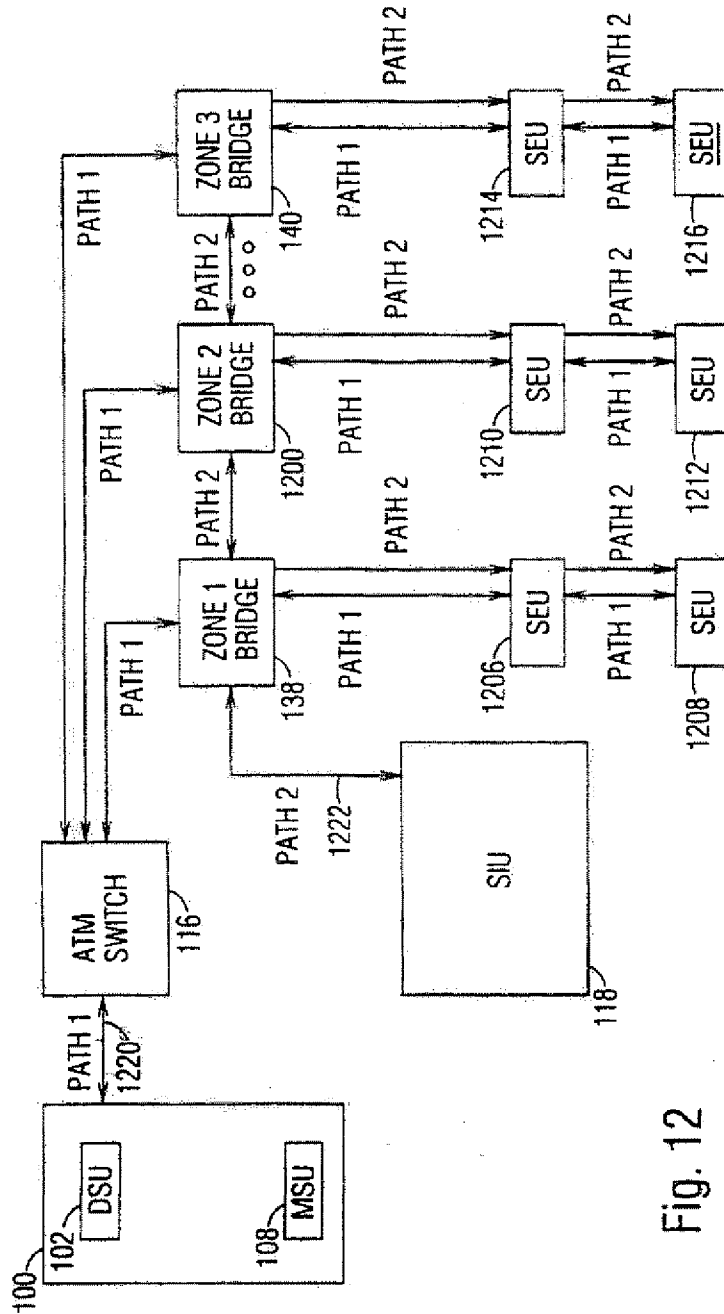 100
102
DSU
108
MSU
PATH 1
1220
ATM
SWITCH
116
PATH 1
PATH 1
PATH 1
SIU
118
PATH 2
1222
ZONE 1
BRIDGE
138
PATH 2
ZONE 2
BRIDGE
1200
PATH 2
ZONE 3
BRIDGE
140
PATH 1
PATH 2
PATH 1
PATH 2
PATH 1
PATH 2
SEU
1206
SEU
1210
SEU
1214
PATH 1
PATH 2
PATH 1
PATH 2
PATH 1
PATH 2
SEU
1208
SEU
1212
SEU
1216
Fig. 12